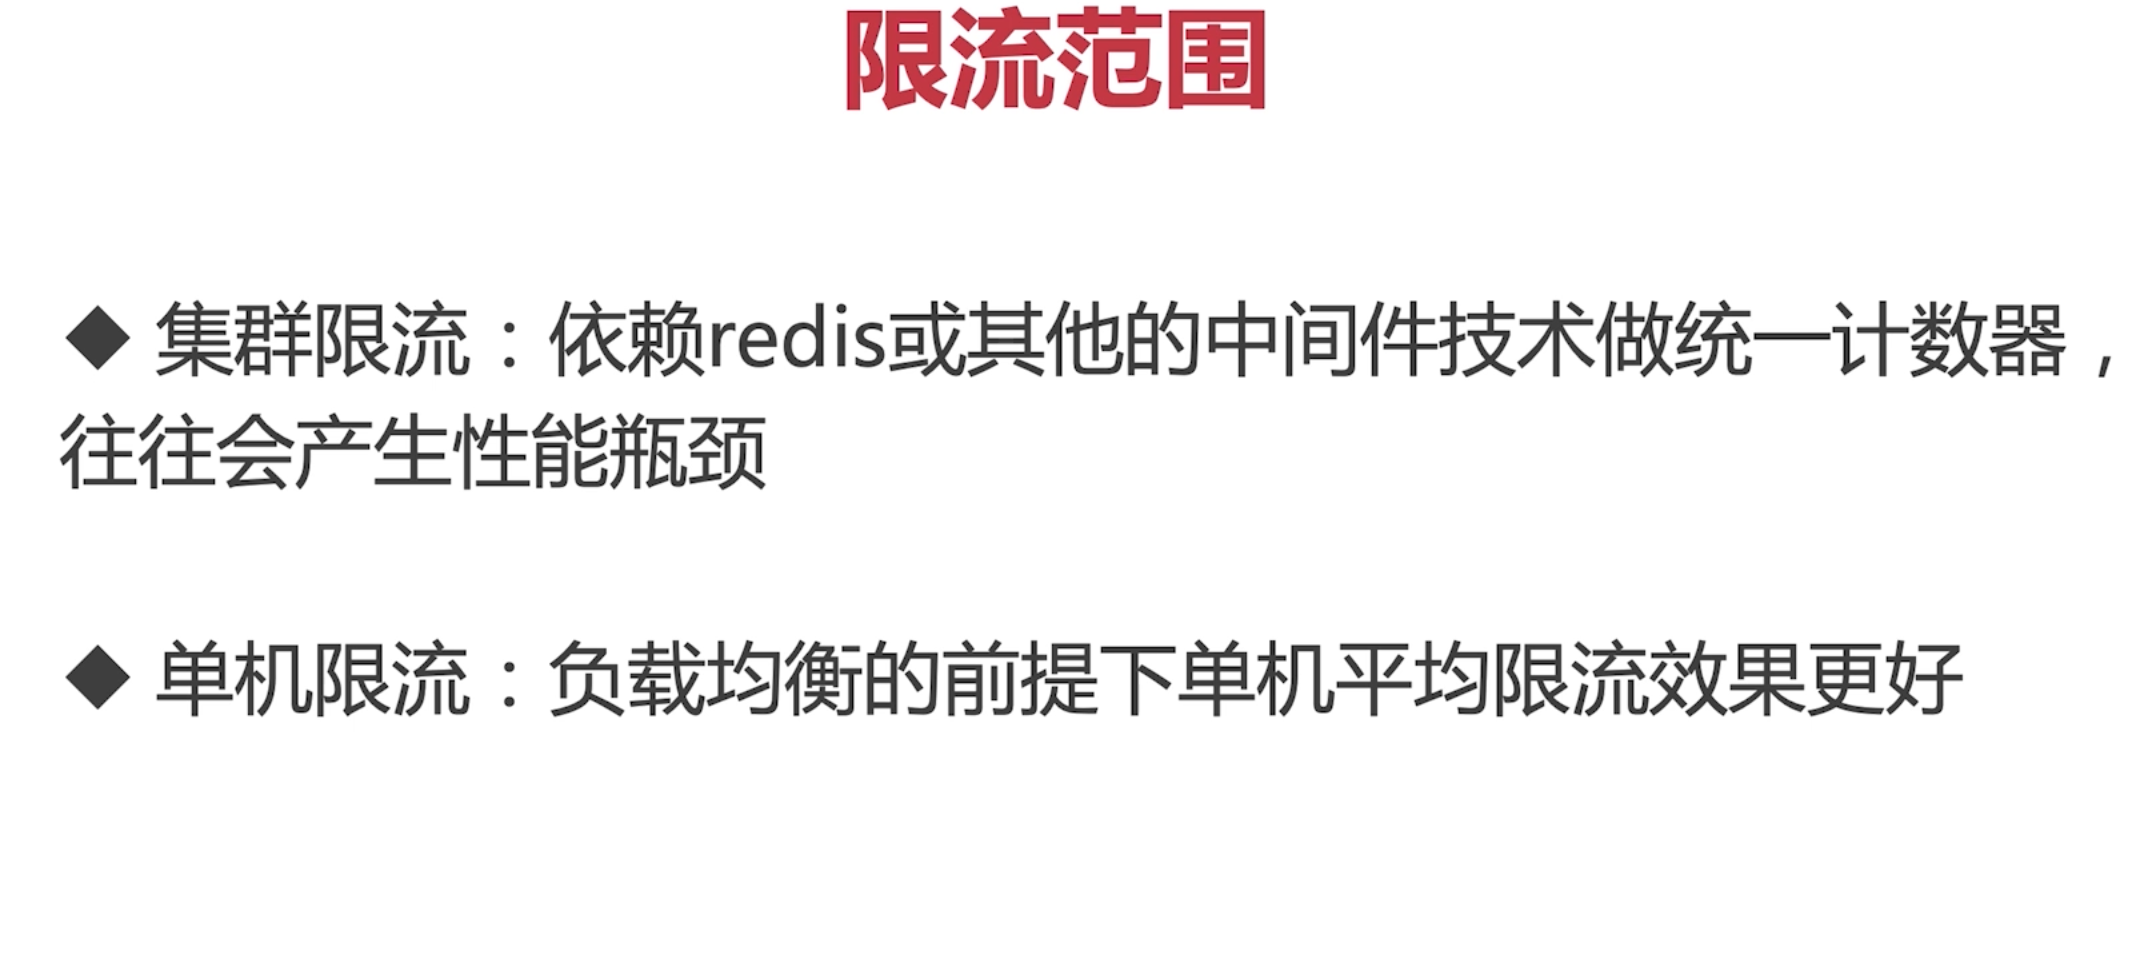 限流范围
◆ 集群限流：依赖redis或其他的中间件技术做统一计数器，
往往会产生性能瓶颈
◆ 单机限流：负载均衡的前提下单机平均限流效果更好